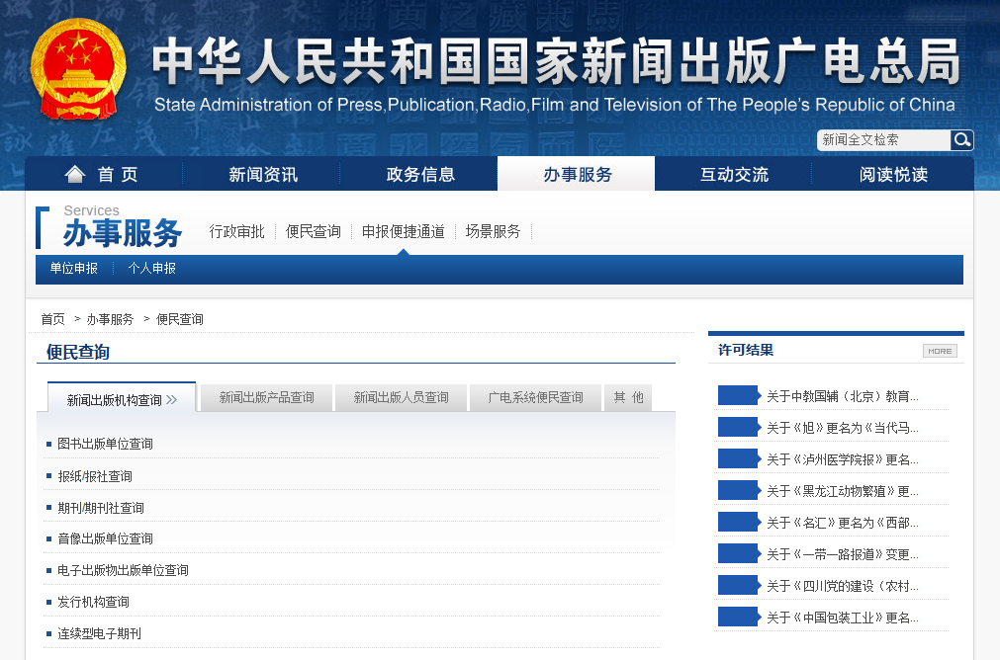 中华人民共和国国家新闻出版广电总局
State Administration of Press,Publication,Radio,Film and Television of The People's Republic of China
新闻全文检索
首 页 新闻资讯 政务信息 办事服务 互动交流 阅读悦读
Services
办事服务 行政审批 便民查询 申报便捷通道 场景服务
单位申报 个人申报
首页 > 办事服务 > 便民查询
便民查询
新闻出版机构查询 >> 新闻出版产品查询 新闻出版人员查询 广电系统便民查询 其 他
图书出版单位查询
报纸/报社查询
期刊/期刊社查询
音像出版单位查询
电子出版物出版单位查询
发行机构查询
连续型电子期刊
许可结果 MORE
关于中教国辅（北京）教育...
关于《旭》更名为《当代马...
关于《泸州医学院报》更名...
关于《黑龙江动物繁殖》更...
关于《名汇》更名为《西部...
关于《一带一路报道》变更...
关于《四川党的建设（农村...
关于《中国包装工业》更名...